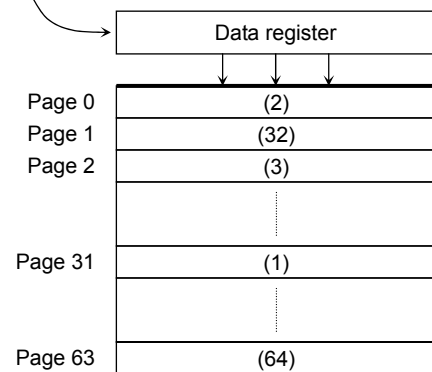 Data register
Page 0 (2)
Page 1 (32)
Page 2 (3)
Page 31 (1)
Page 63 (64)